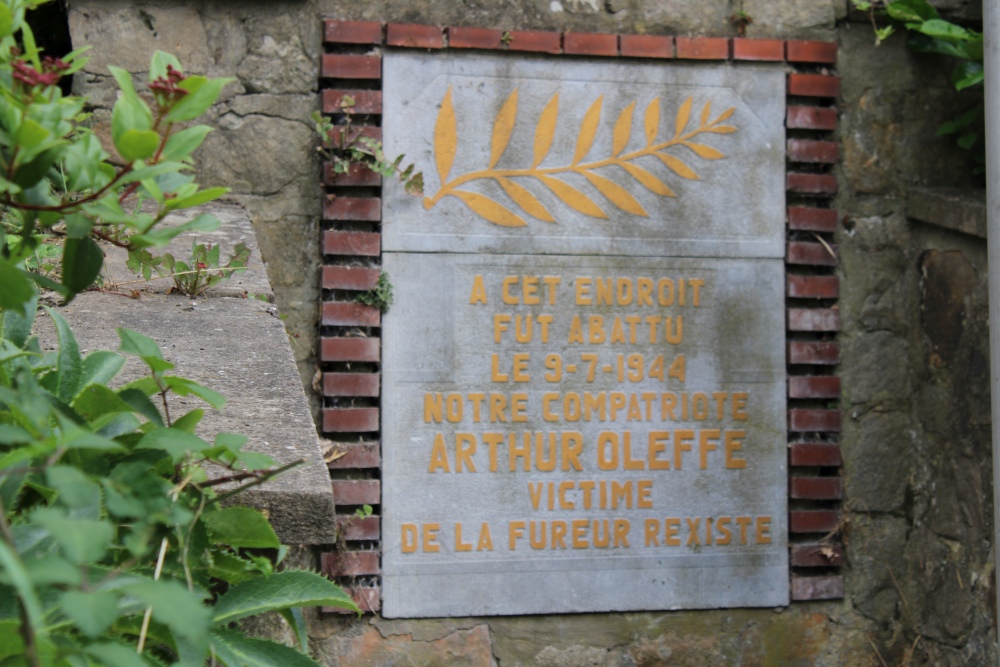 A CET ENDROIT
FUT ABATTU
LE 9-7-1944
NOTRE COMPATRIOTE
ARTHUR OLEFFE
VICTIME
DE LA FUREUR REXISTE